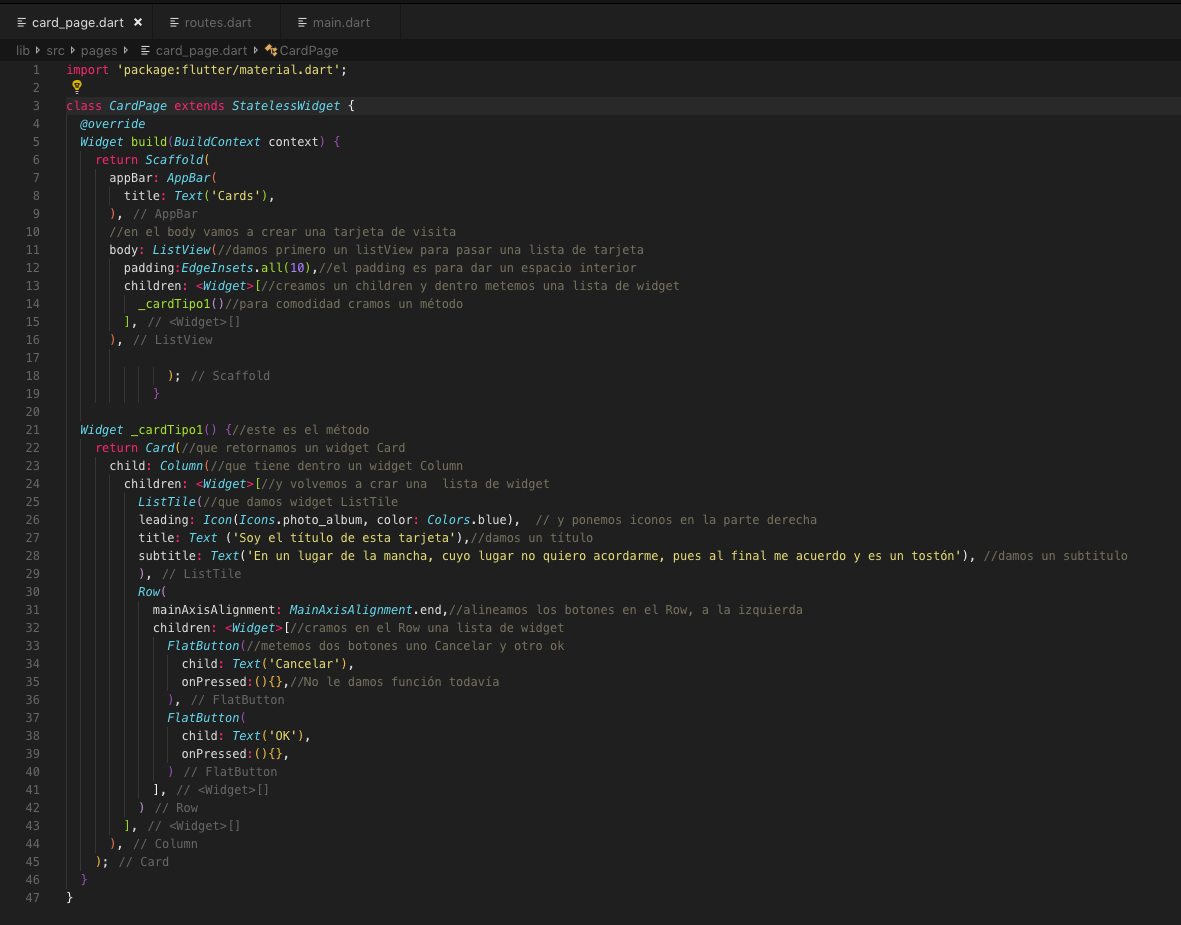 card_page.dart × routes.dart main.dart
lib src pages card_page.dart CardPage
1 import 'package:flutter/material.dart';
2
3 class CardPage extends StatelessWidget {
4 @override
5 Widget build(BuildContext context) {
6 return Scaffold(
7 appBar: AppBar(
8 title: Text('Cards'),
9 ), // AppBar
10 //en el body vamos a crear una tarjeta de visita
11 body: ListView(//damos primero un listView para pasar una lista de tarjeta
12 padding:EdgeInsets.all(10),//el padding es para dar un espacio interior
13 children: <Widget>[//creamos un children y dentro metemos una lista de widget
14 _cardTipo1()//para comodidad cramos un método
15 ], // <Widget>[]
16 ), // ListView
17
18 ); // Scaffold
19 }
20
21 Widget _cardTipo1() {//este es el método
22 return Card(//que retornamos un widget Card
23 child: Column(//que tiene dentro un widget Column
24 children: <Widget>[//y volvemos a crar una  lista de widget
25 ListTile(//que damos widget ListTile
26 leading: Icon(Icons.photo_album, color: Colors.blue),  // y ponemos iconos en la parte derecha
27 title: Text ('Soy el título de esta tarjeta'),//damos un título
28 subtitle: Text('En un lugar de la mancha, cuyo lugar no quiero acordarme, pues al final me acuerdo y es un tostón'), //damos un subtitulo
29 ), // ListTile
30 Row(
31 mainAxisAlignment: MainAxisAlignment.end,//alineamos los botones en el Row, a la izquierda
32 children: <Widget>[//cramos en el Row una lista de widget
33 FlatButton(//metemos dos botones uno Cancelar y otro ok
34 child: Text('Cancelar'),
35 onPressed:(){},//No le damos función todavía
36 ), // FlatButton
37 FlatButton(
38 child: Text('OK'),
39 onPressed:(){},
40 ) // FlatButton
41 ], // <Widget>[]
42 ) // Row
43 ], // <Widget>[]
44 ), // Column
45 ); // Card
46 }
47 }